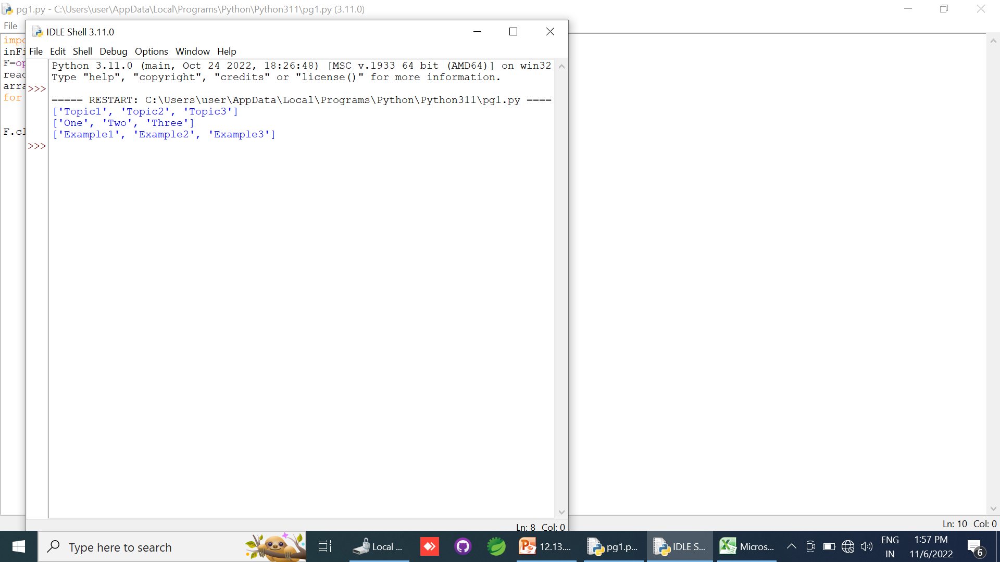 pg1.py - C:\Users\user\AppData\Local\Programs\Python\Python311\pg1.py (3.11.0)
File
impo
inFi
F=op
read
arra
for
F.cl
IDLE Shell 3.11.0
File Edit Shell Debug Options Window Help
Python 3.11.0 (main, Oct 24 2022, 18:26:48) [MSC v.1933 64 bit (AMD64)] on win32
Type "help", "copyright", "credits" or "license()" for more information.
>>>
===== RESTART: C:\Users\user\AppData\Local\Programs\Python\Python311\pg1.py ====
['Topic1', 'Topic2', 'Topic3']
['One', 'Two', 'Three']
['Example1', 'Example2', 'Example3']
>>>
Ln: 8 Col: 0
Ln: 10 Col: 0
Type here to search
Local ...
12.13....
pg1.p...
IDLE S...
Micros...
ENG
IN
1:57 PM
11/6/2022
6